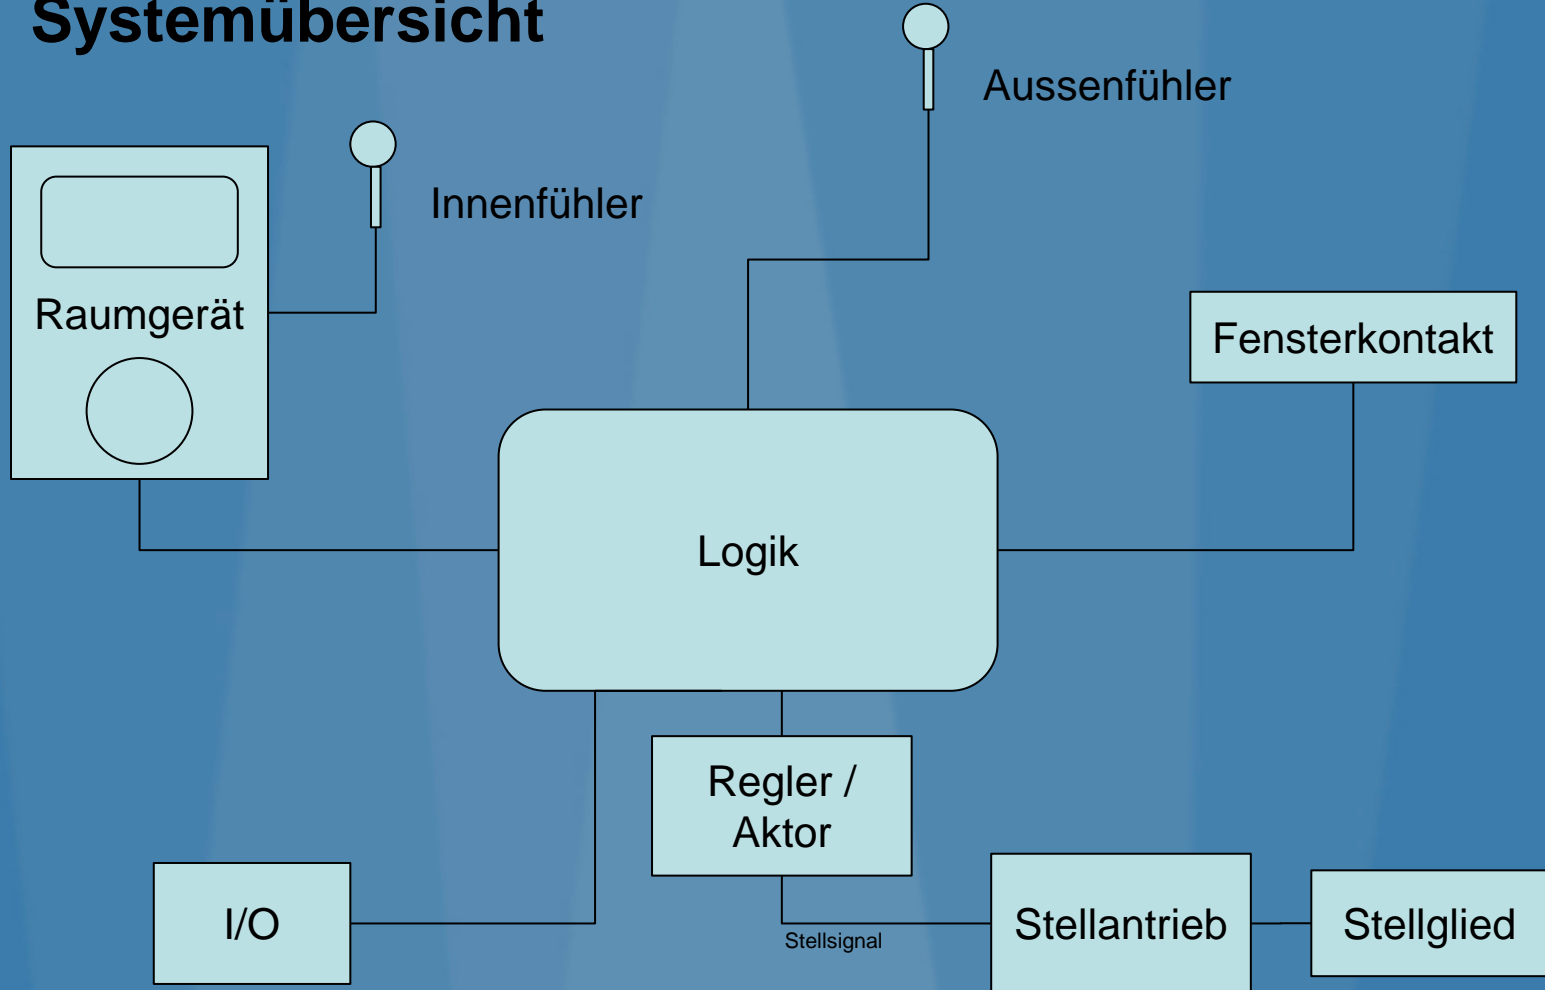 Systemübersicht
Aussenfühler
Innenfühler
Raumgerät
Fensterkontakt
Logik
Regler /
Aktor
I/O
Stellsignal
Stellantrieb
Stellglied